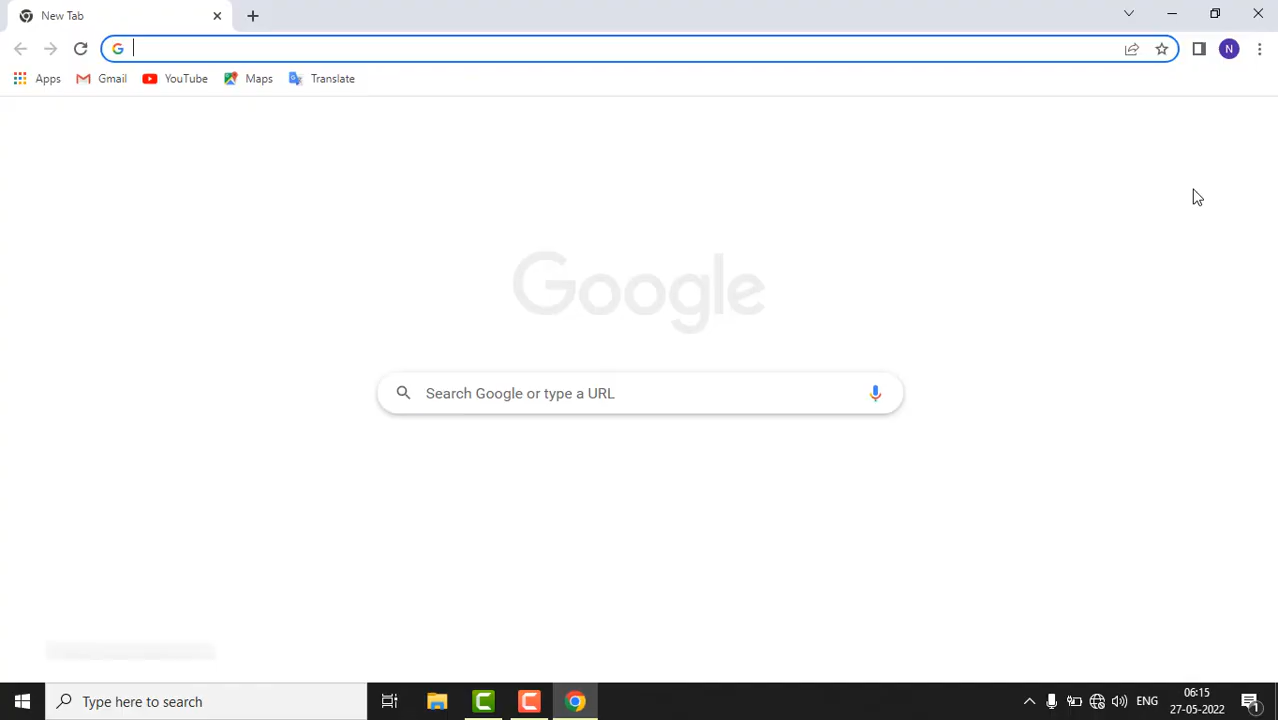 New Tab
Apps Gmail YouTube Maps Translate
Google
Search Google or type a URL
Type here to search
ENG
06:15
27-05-2022
N
1